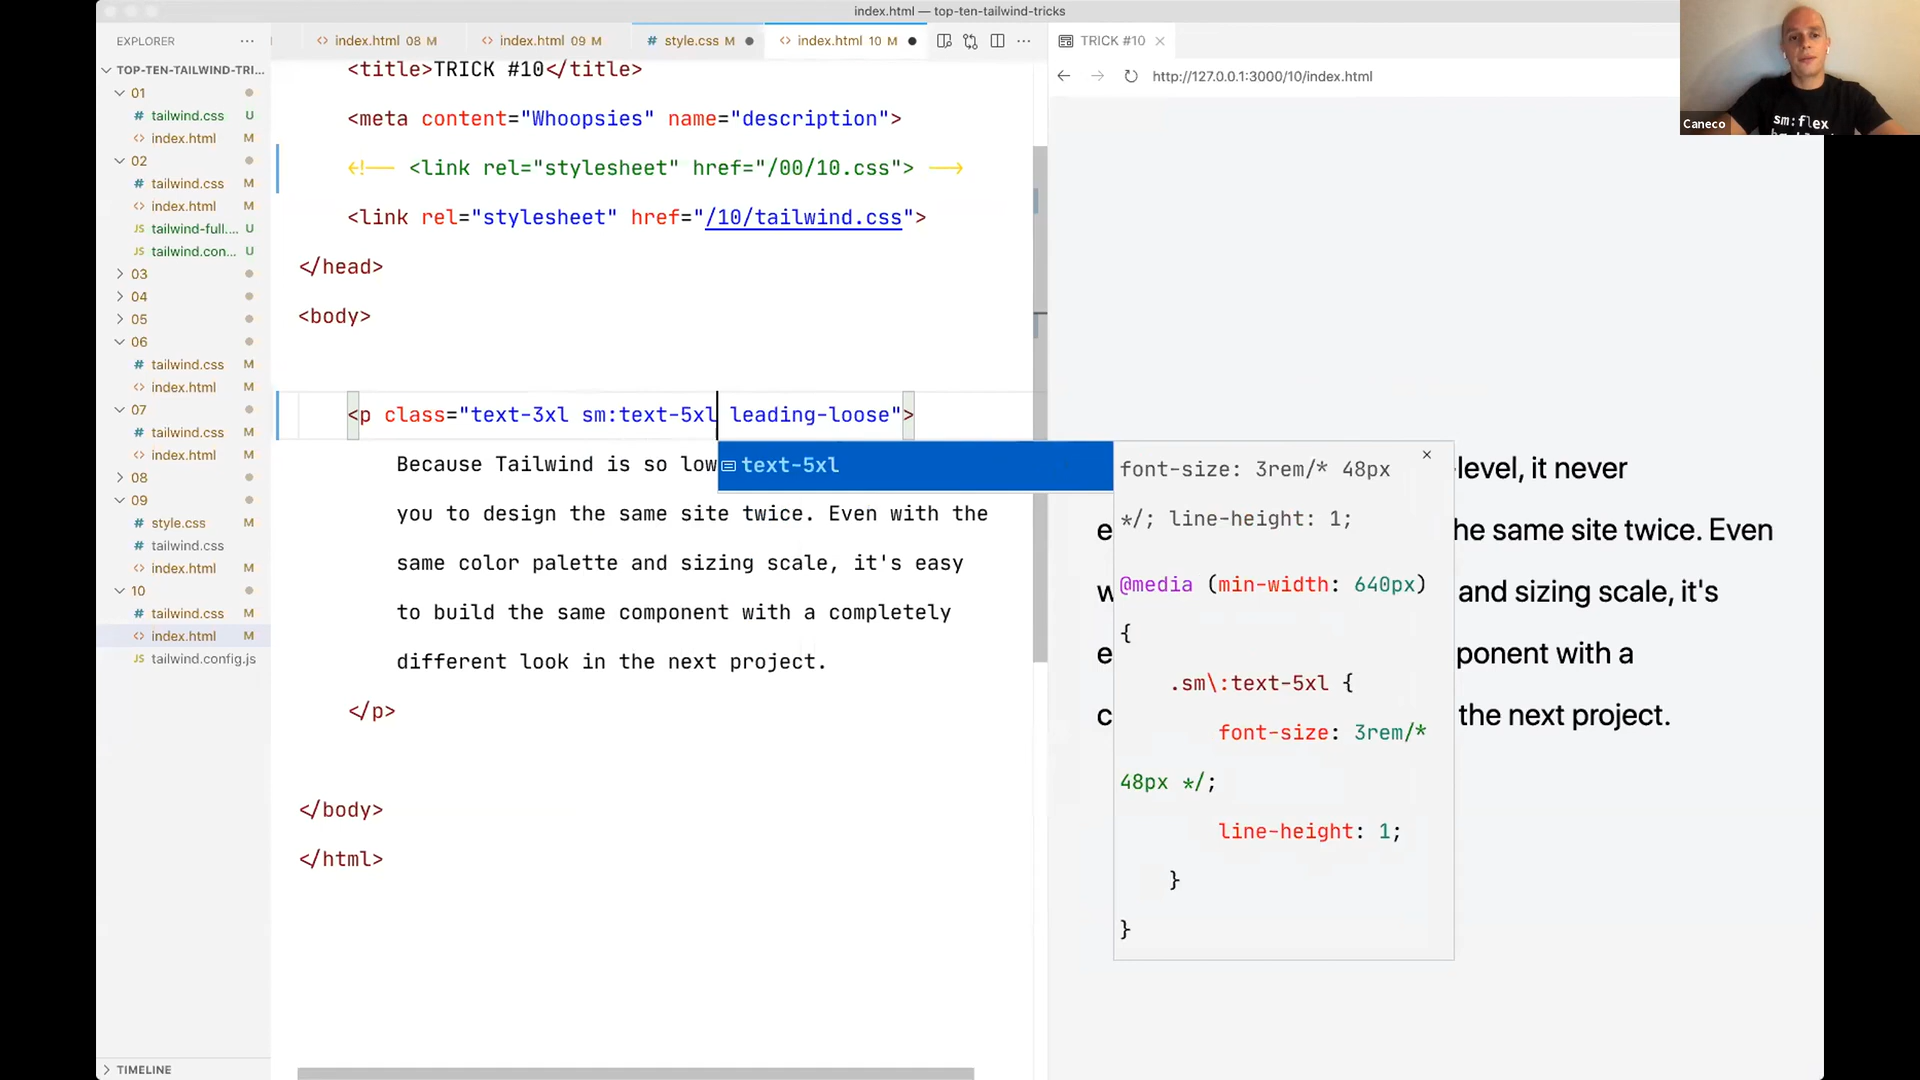 index.html — top-ten-tailwind-tricks
EXPLORER
TOP-TEN-TAILWIND-TRI...
01
tailwind.css U
index.html M
02
tailwind.css M
index.html M
tailwind-full.... U
tailwind.con... U
03
04
05
06
tailwind.css M
index.html M
07
tailwind.css M
index.html M
08
09
style.css M
tailwind.css
index.html M
10
tailwind.css M
index.html M
tailwind.config.js
TIMELINE
index.html 08 M
index.html 09 M
style.css M
index.html 10 M
<title>TRICK #10</title>
<meta content="Whoopsies" name="description">
<!-- <link rel="stylesheet" href="/00/10.css"> -->
<link rel="stylesheet" href="/10/tailwind.css">
</head>
<body>
<p class="text-3xl sm:text-5xl leading-loose">
Because Tailwind is so low
you to design the same site twice. Even with the
same color palette and sizing scale, it's easy
to build the same component with a completely
different look in the next project.
</p>
</body>
</html>
text-5xl
font-size: 3rem/* 48px
*/; line-height: 1;
@media (min-width: 640px)
{
.sm\:text-5xl {
font-size: 3rem/*
48px */;
line-height: 1;
}
}
TRICK #10
http://127.0.0.1:3000/10/index.html
-level, it never
e he same site twice. Even
w and sizing scale, it's
e ponent with a
c the next project.
sm:flex
Caneco